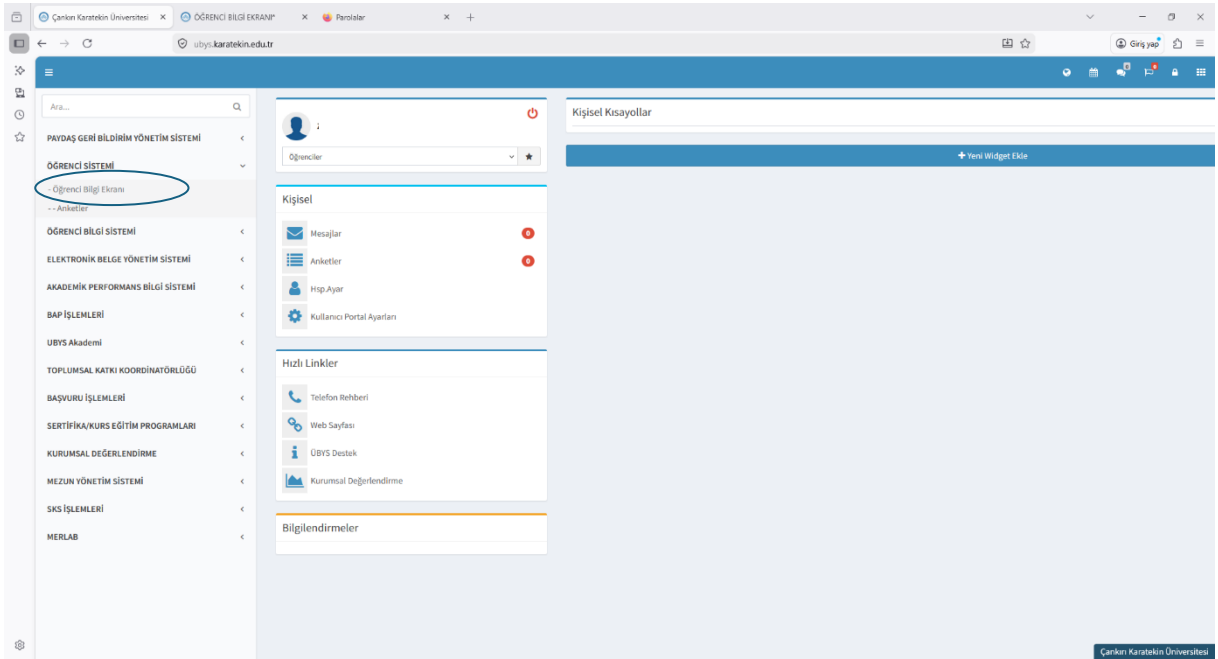 Çankırı Karatekin Üniversitesi
ÖĞRENCİ BİLGİ EKRANI*
Parolalar
ubys.karatekin.edu.tr
Giriş yap
Ara...
PAYDAŞ GERİ BİLDİRİM YÖNETİM SİSTEMİ
ÖĞRENCİ SİSTEMİ
- Öğrenci Bilgi Ekranı
- - Anketler
ÖĞRENCİ BİLGİ SİSTEMİ
ELEKTRONİK BELGE YÖNETİM SİSTEMİ
AKADEMİK PERFORMANS BİLGİ SİSTEMİ
BAP İŞLEMLERİ
UBYS Akademi
TOPLUMSAL KATKI KOORDİNATÖRLÜĞÜ
BAŞVURU İŞLEMLERİ
SERTİFİKA/KURS EĞİTİM PROGRAMLARI
KURUMSAL DEĞERLENDİRME
MEZUN YÖNETİM SİSTEMİ
SKS İŞLEMLERİ
MERLAB
Öğrenciler
Kişisel
Mesajlar 0
Anketler 0
Hsp.Ayar
Kullanıcı Portal Ayarları
Hızlı Linkler
Telefon Rehberi
Web Sayfası
ÜBYS Destek
Kurumsal Değerlendirme
Bilgilendirmeler
Kişisel Kısayollar
+ Yeni Widget Ekle
Çankırı Karatekin Üniversitesi